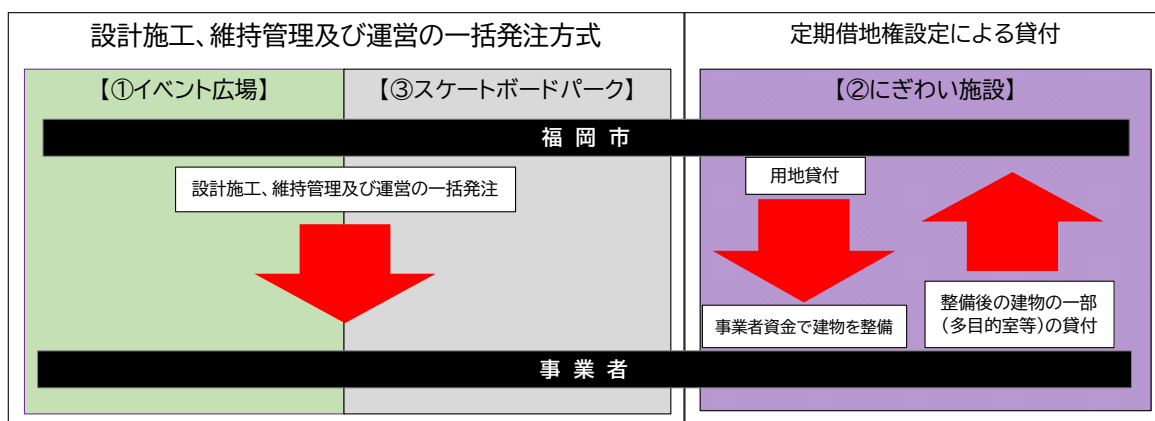 設計施工、維持管理及び運営の一括発注方式
定期借地権設定による貸付
【①イベント広場】
【③スケートボードパーク】
【②にぎわい施設】
福 岡 市
設計施工、維持管理及び運営の一括発注
用地貸付
事業者資金で建物を整備
整備後の建物の一部
（多目的室等）の貸付
事 業 者